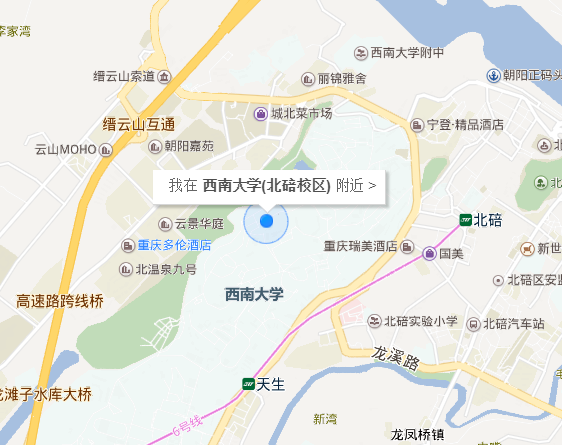 李家湾
西南大学附中
缙云山索道
丽锦雅舍
朝阳正码头
城北菜市场
缙云山互通
宁登·精品酒店
云山MOHO
朝阳嘉苑
北
我在 西南大学(北碚校区) 附近 >
北
云景华庭
北碚
重庆多伦酒店
重庆瑞美酒店
国美
新世
北温泉九号
北碚区安监
西南大学
高速路跨线桥
北碚实验小学
北碚汽车站
龙溪路
天生
龙滩子水库大桥
新湾
6号线
龙凤桥镇